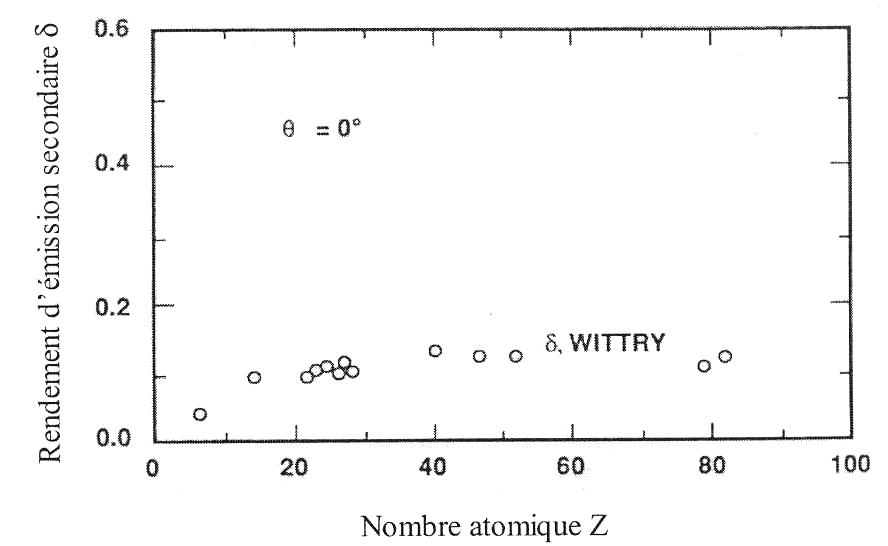 Rendement d'émission secondaire δ
0.6
0.4
0.2
0.0
θ = 0°
δ, WITTRY
0 20 40 60 80 100
Nombre atomique Z